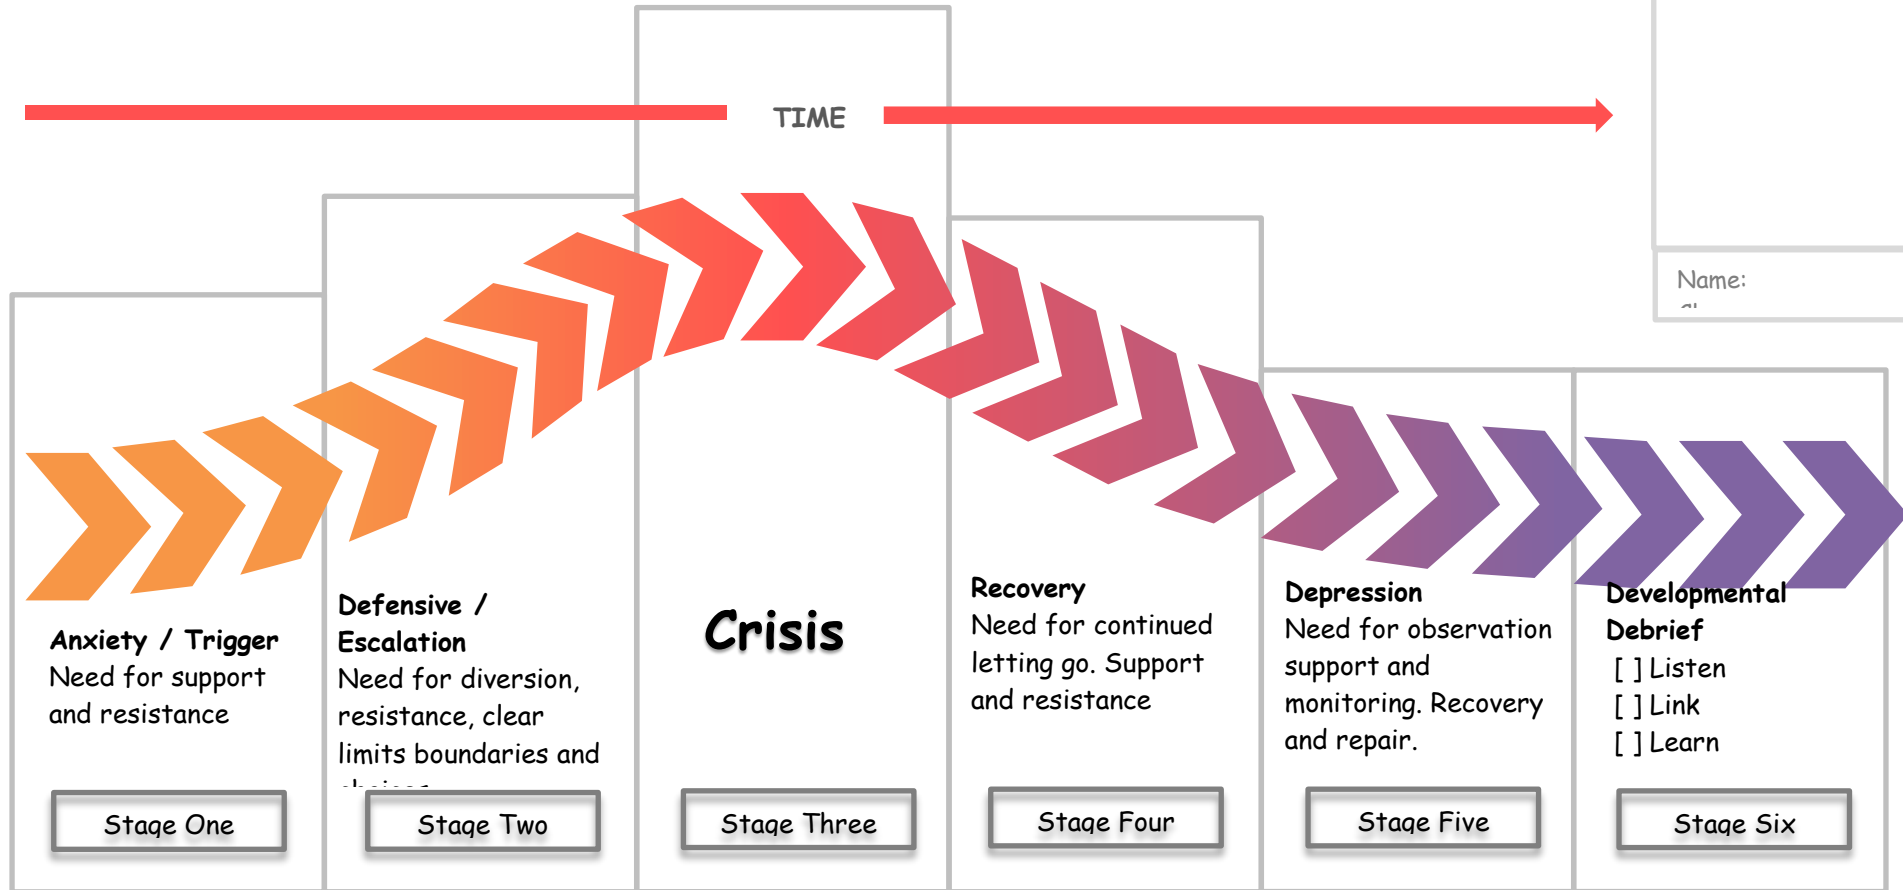 TIME
Name:
Anxiety / Trigger
Need for support
and resistance
Stage One
Defensive /
Escalation
Need for diversion,
resistance, clear
limits boundaries and
Stage Two
Crisis
Stage Three
Recovery
Need for continued
letting go. Support
and resistance
Stage Four
Depression
Need for observation
support and
monitoring. Recovery
and repair.
Stage Five
Developmental
Debrief
[ ] Listen
[ ] Link
[ ] Learn
Stage Six